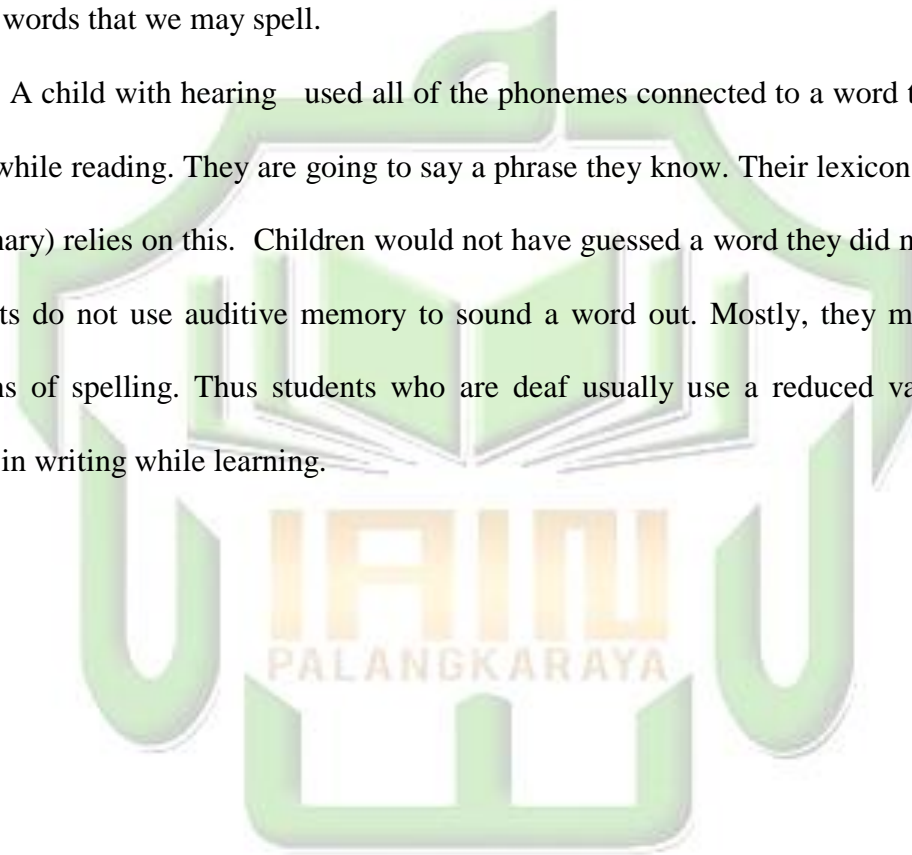 words that we may spell.
A child with hearing used all of the phonemes connected to a word
while reading. They are going to say a phrase they know. Their lexicon
relies on this. Children would not have guessed a word they did
do not use auditive memory to sound a word out. Mostly, they
of spelling. Thus students who are deaf usually use a reduced
in writing while learning.
IAIN
PALANGKARAYA